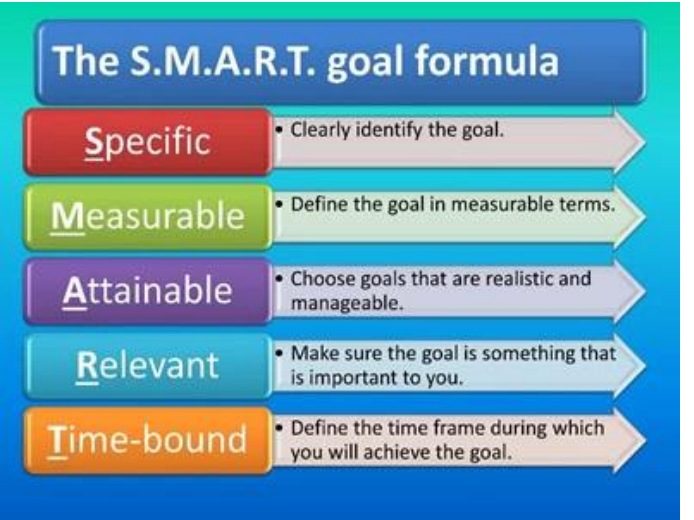 The S.M.A.R.T. goal formula
Specific
• Clearly identify the goal.
Measurable
• Define the goal in measurable terms.
Attainable
• Choose goals that are realistic and
manageable.
Relevant
• Make sure the goal is something that
is important to you.
Time-bound
• Define the time frame during which
you will achieve the goal.